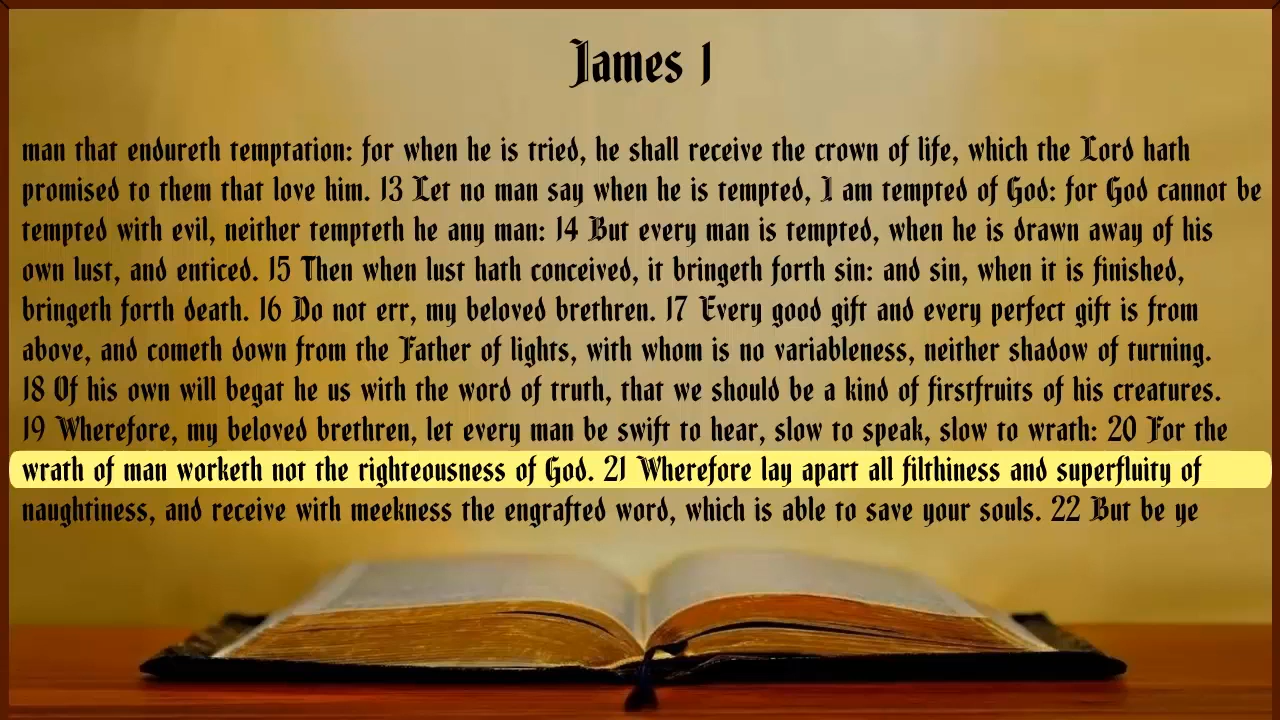 James 1
man that endureth temptation: for when he is tried, he shall receive the crown of life, which the Lord hath
promised to them that love him. 13 Let no man say when he is tempted, I am tempted of God: for God cannot be
tempted with evil, neither tempteth he any man: 14 But every man is tempted, when he is drawn away of his
own lust, and enticed. 15 Then when lust hath conceived, it bringeth forth sin: and sin, when it is finished,
bringeth forth death. 16 Do not err, my beloved brethren. 17 Every good gift and every perfect gift is from
above, and cometh down from the Father of lights, with whom is no variableness, neither shadow of turning.
18 Of his own will begat he us with the word of truth, that we should be a kind of firstfruits of his creatures.
19 Wherefore, my beloved brethren, let every man be swift to hear, slow to speak, slow to wrath: 20 For the
wrath of man worketh not the righteousness of God. 21 Wherefore lay apart all filthiness and superfluity of
naughtiness, and receive with meekness the engrafted word, which is able to save your souls. 22 But be ye